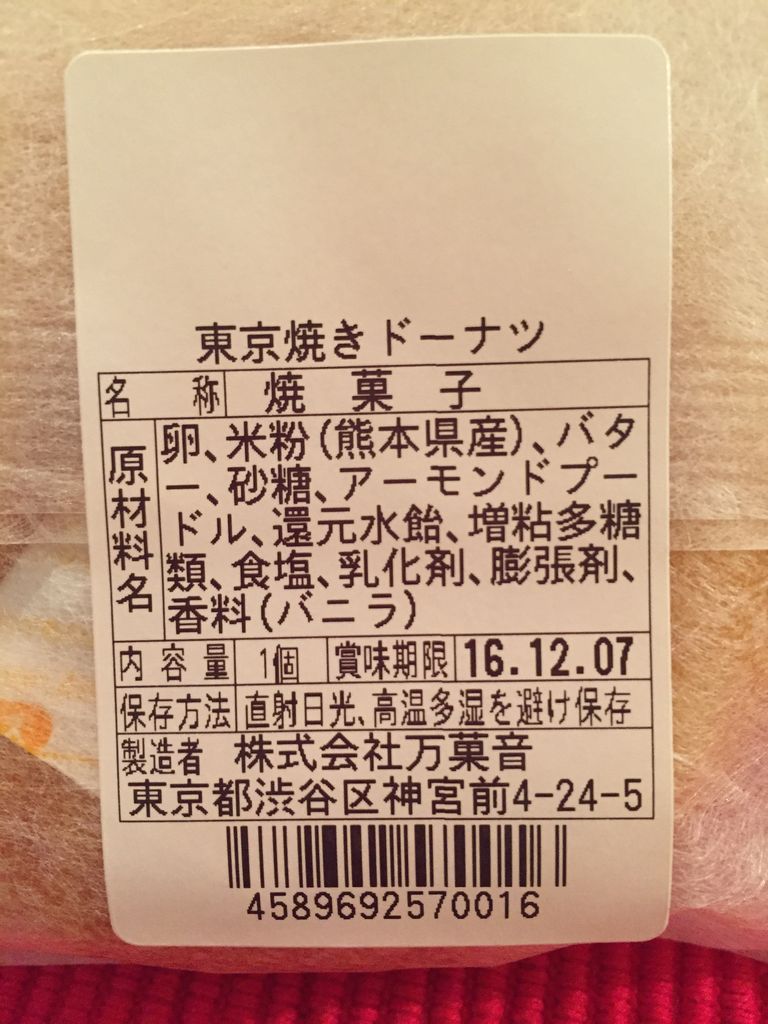 東京焼きドーナツ
名称 焼菓子
原材料名 卵、米粉(熊本県産)、バタ
ー、砂糖、アーモンドプー
ドル、還元水飴、増粘多糖
類、食塩、乳化剤、膨張剤、
香料(バニラ)
内容量 1個 賞味期限 16.12.07
保存方法 直射日光、高温多湿を避け保存
製造者 株式会社万菓音
東京都渋谷区神宮前4-24-5
4589692570016